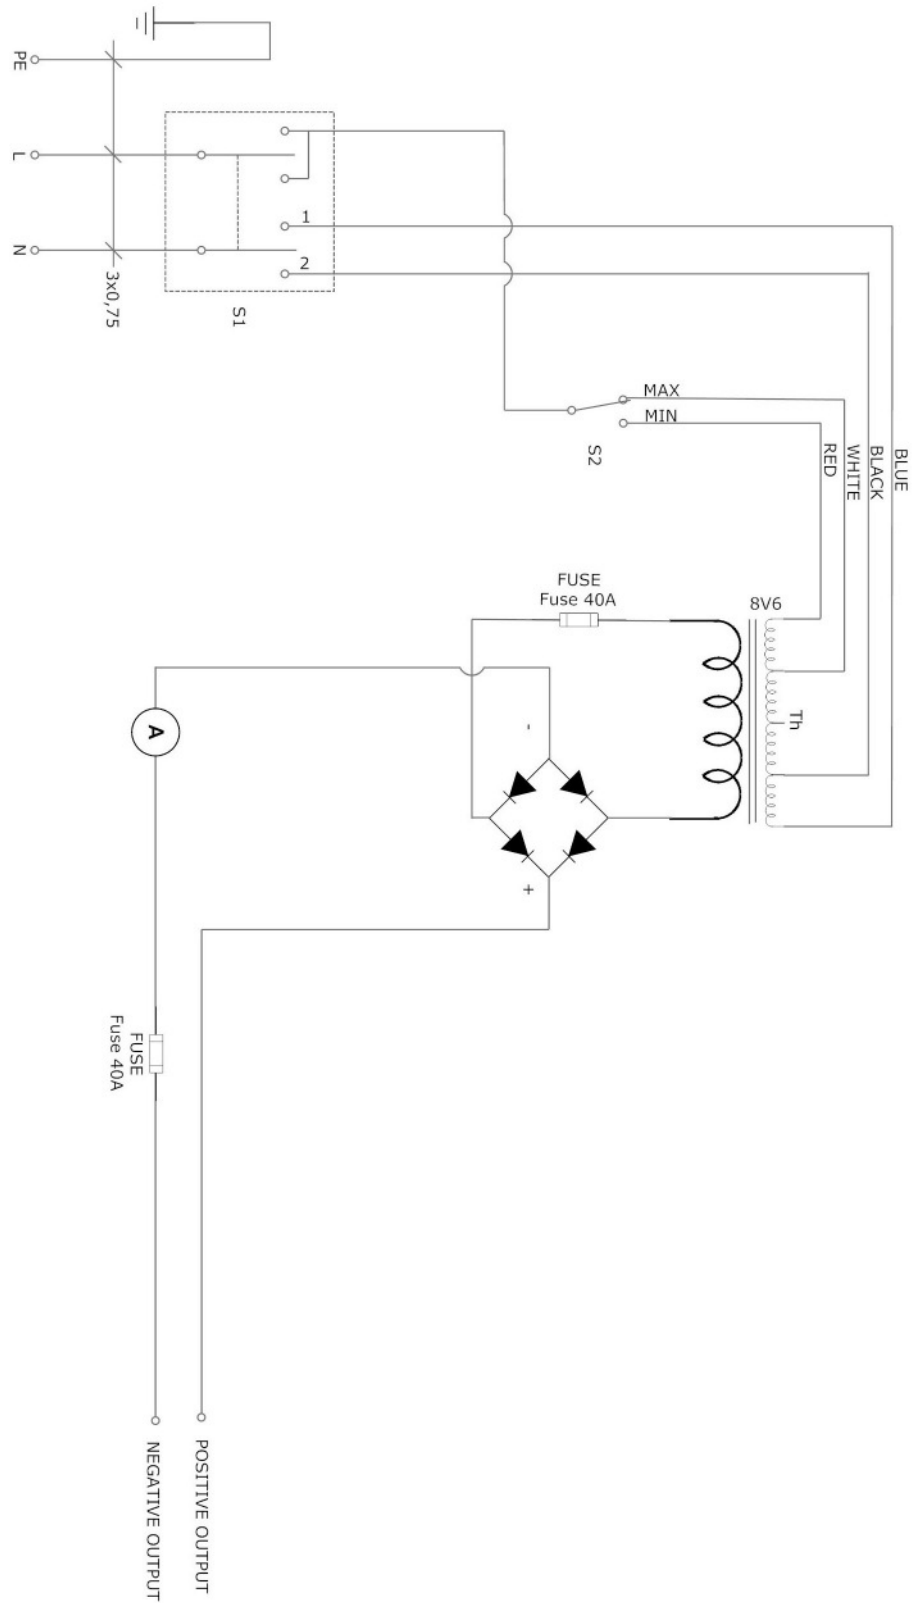 PE
L
N
3x0,75
1
2
S1
MAX
MIN
S2
RED
WHITE
BLACK
BLUE
FUSE
Fuse 40A
8V6
Th
-
+
A
FUSE
Fuse 40A
POSITIVE OUTPUT
NEGATIVE OUTPUT